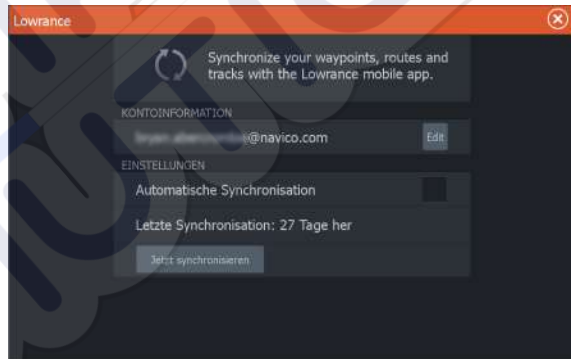 Lowrance
Synchronize your waypoints, routes and
tracks with the Lowrance mobile app.
KONTOINFORMATION
@navico.com
Edit
EINSTELLUNGEN
Automatische Synchronisation
Letzte Synchronisation: 27 Tage her
Jetzt synchronisieren